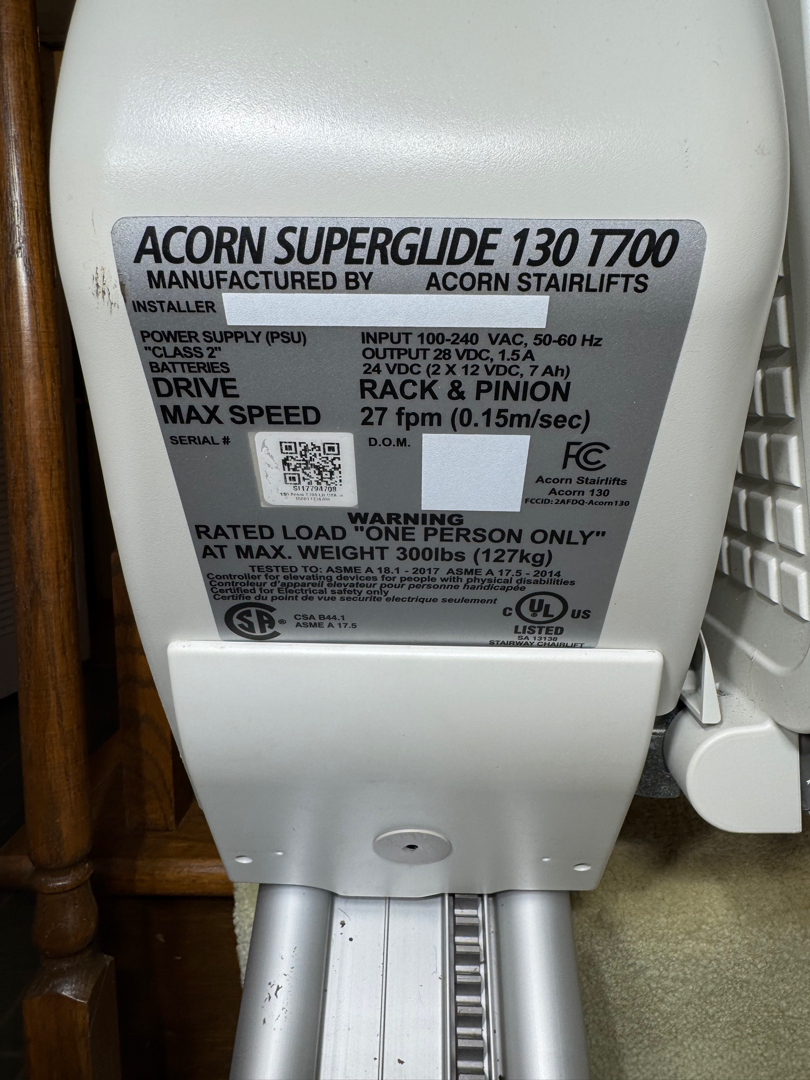 ACORN SUPERGLIDE 130 T700
MANUFACTURED BY ACORN STAIRLIFTS
INSTALLER
POWER SUPPLY (PSU) INPUT 100-240 VAC, 50-60 Hz
"CLASS 2" OUTPUT 28 VDC, 1.5 A
BATTERIES 24 VDC (2 X 12 VDC, 7 Ah)
DRIVE RACK & PINION
MAX SPEED 27 fpm (0.15m/sec)
SERIAL # D.O.M.
FC
SI17794708
Acorn Stairlifts
Acorn 130
FCCID: 2AFDQ-Acorn130
WARNING
RATED LOAD "ONE PERSON ONLY"
AT MAX. WEIGHT 300lbs (127kg)
TESTED TO: ASME A 18.1 - 2017 ASME A 17.5 - 2014
Controller for elevating devices for people with physical disabilities
Controleur d'appareil elevateur pour personne handicapée
Certified for Electrical safety only
Certifie du point de vue securite electrique seulement
CSA® CSA B44.1
ASME A 17.5
C UL US
LISTED
SA 13138
STAIRWAY CHAIRLIFT